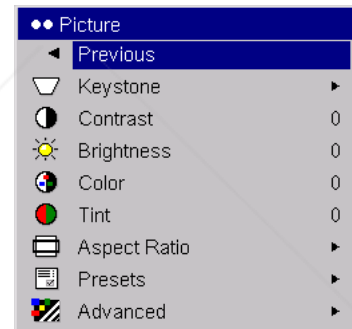 Picture
Previous
Keystone
Contrast 0
Brightness 0
Color 0
Tint 0
Aspect Ratio
Presets
Advanced